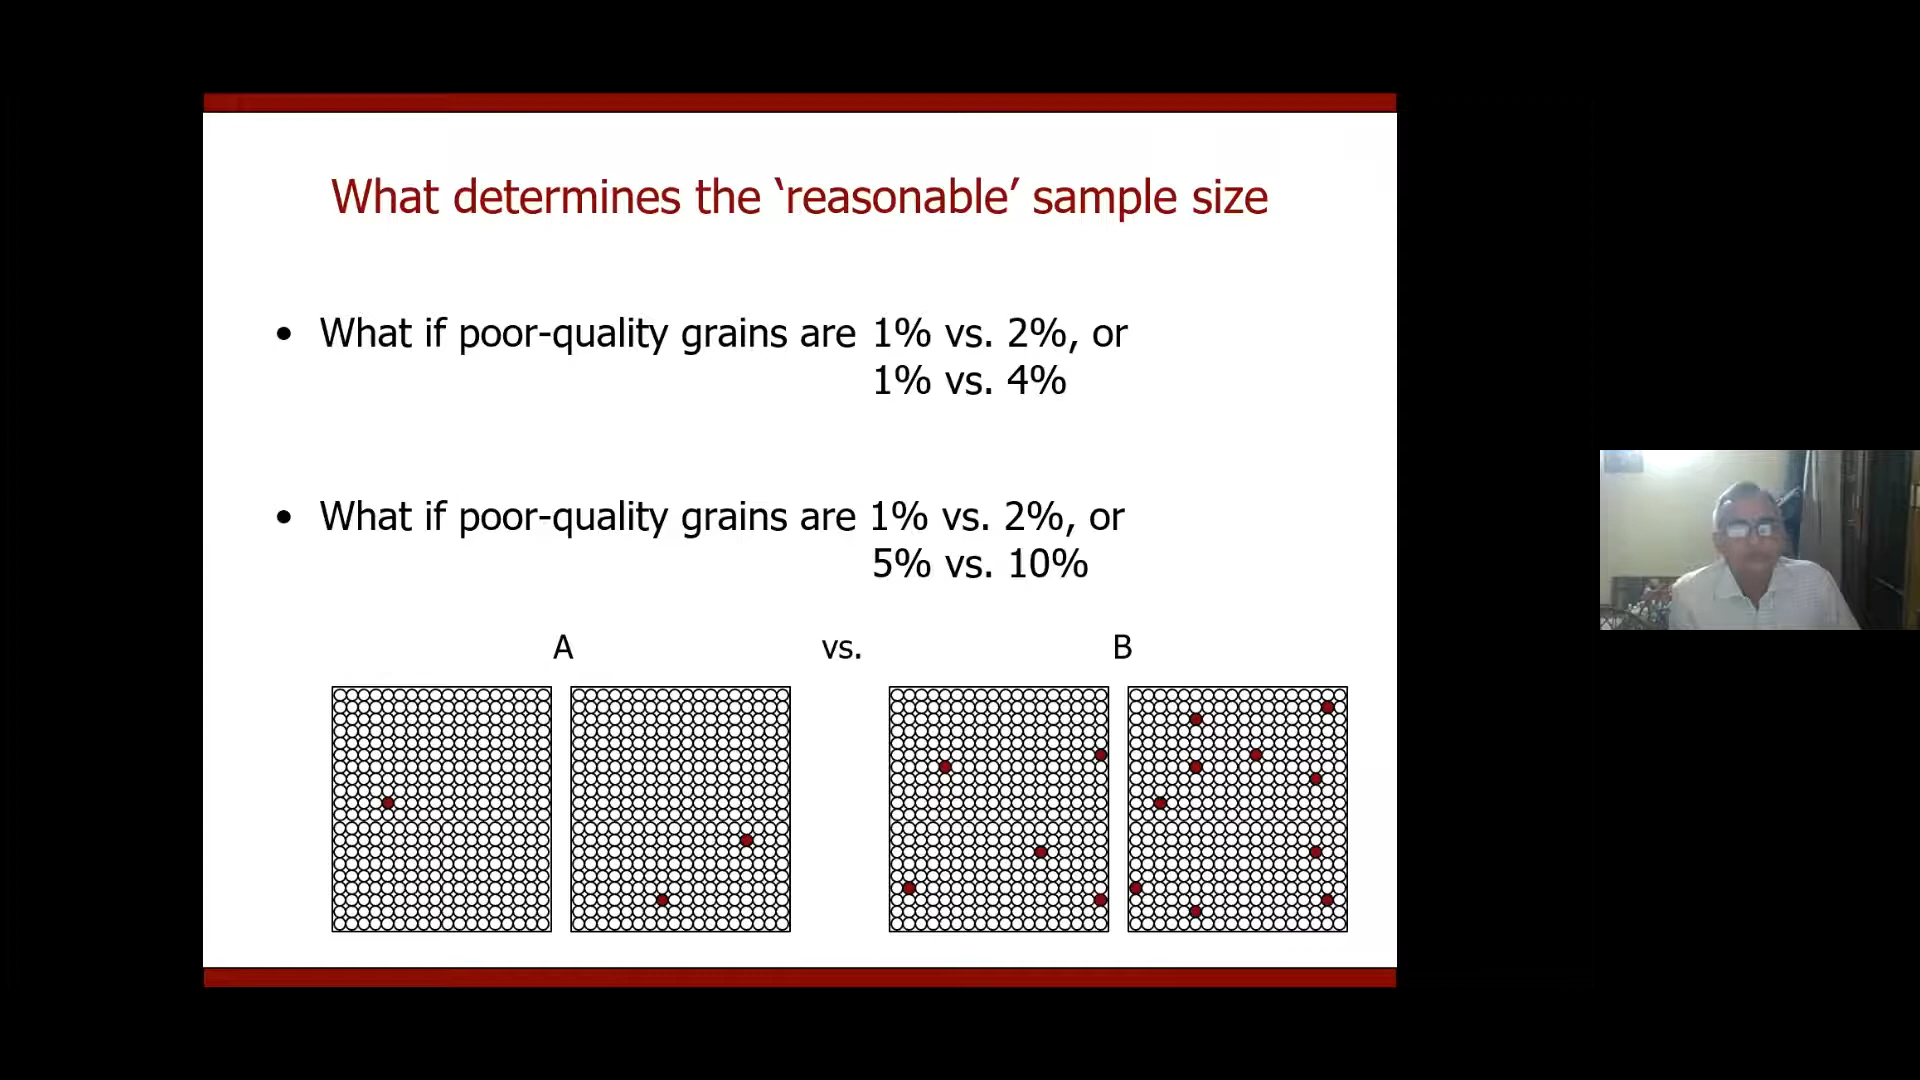 What determines the ‘reasonable’ sample size
• What if poor-quality grains are 1% vs. 2%, or
1% vs. 4%
• What if poor-quality grains are 1% vs. 2%, or
5% vs. 10%
A vs. B